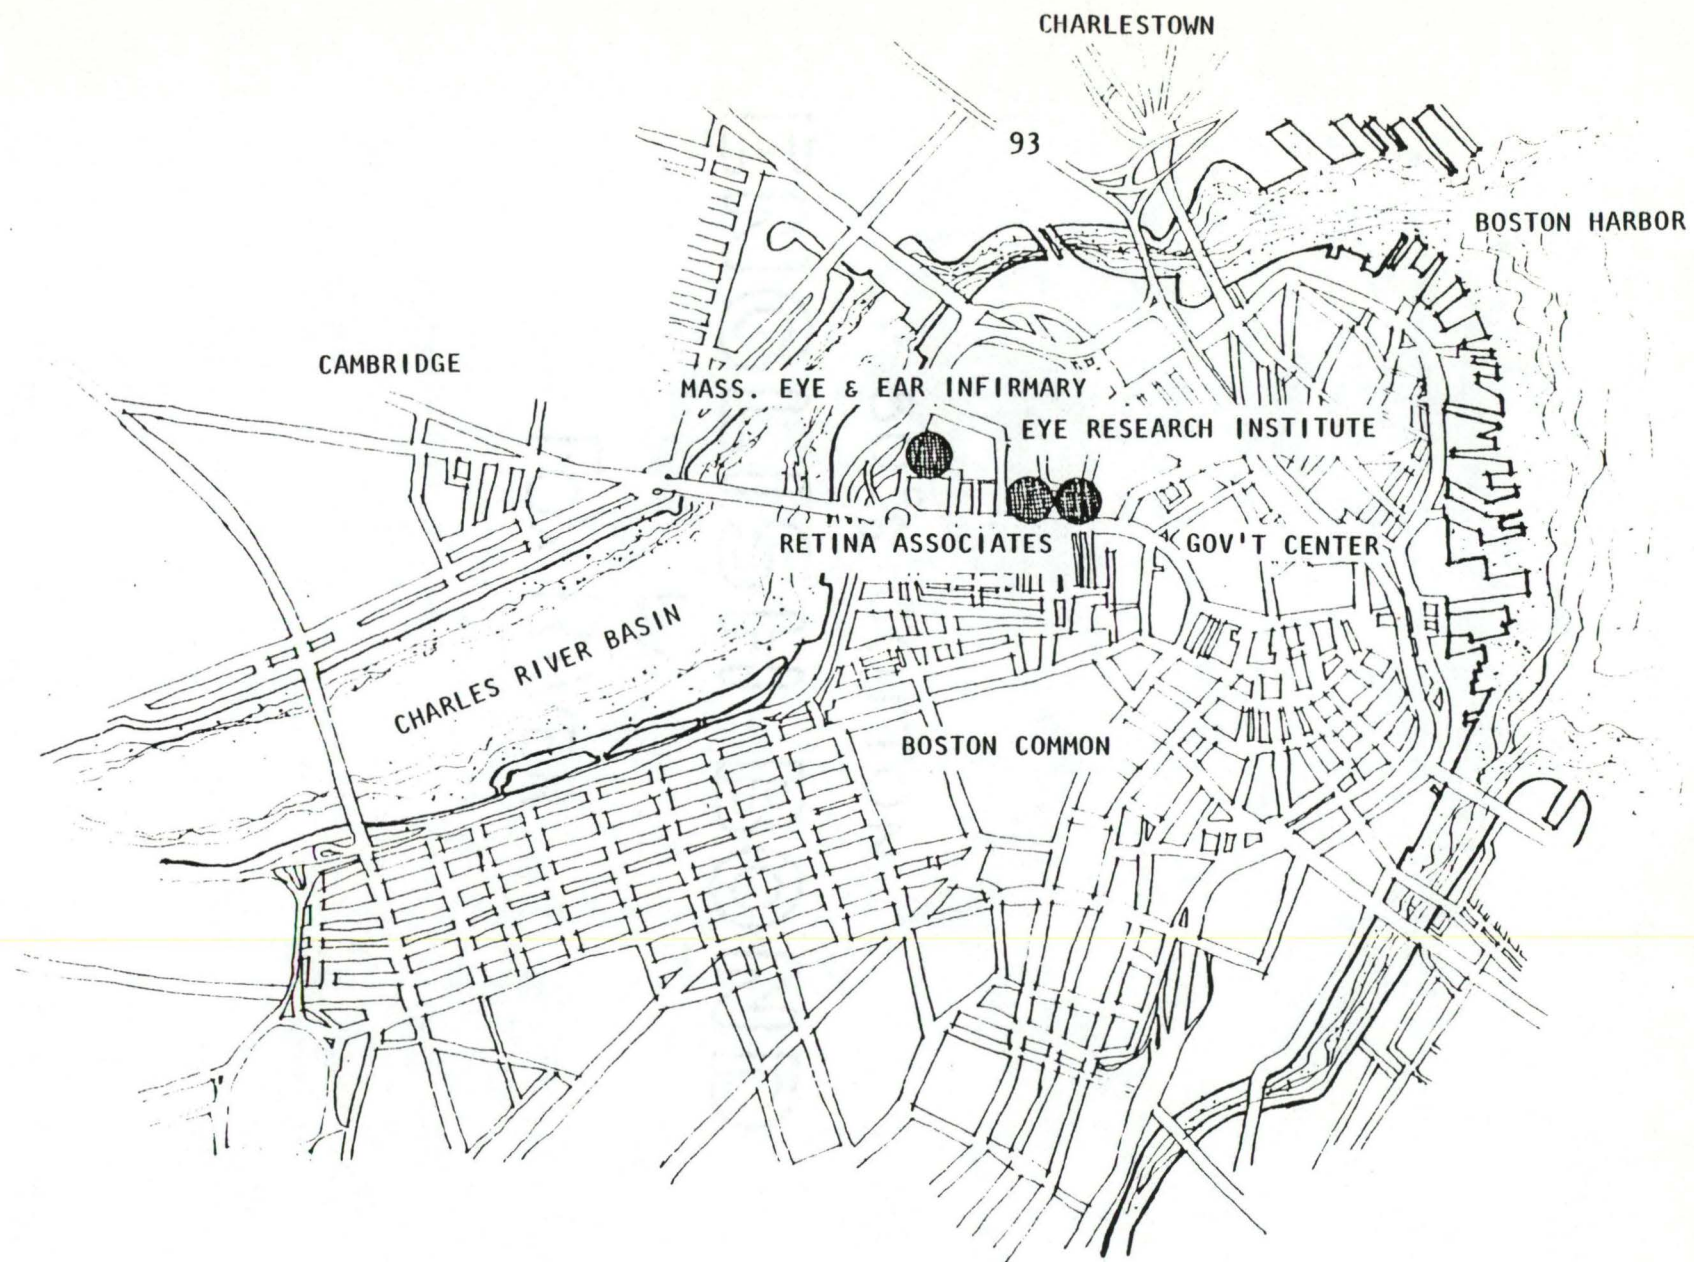 CHARLESTOWN
93
BOSTON HARBOR
CAMBRIDGE
MASS. EYE & EAR INFIRMARY
EYE RESEARCH INSTITUTE
RETINA ASSOCIATES
GOV'T CENTER
CHARLES RIVER BASIN
BOSTON COMMON